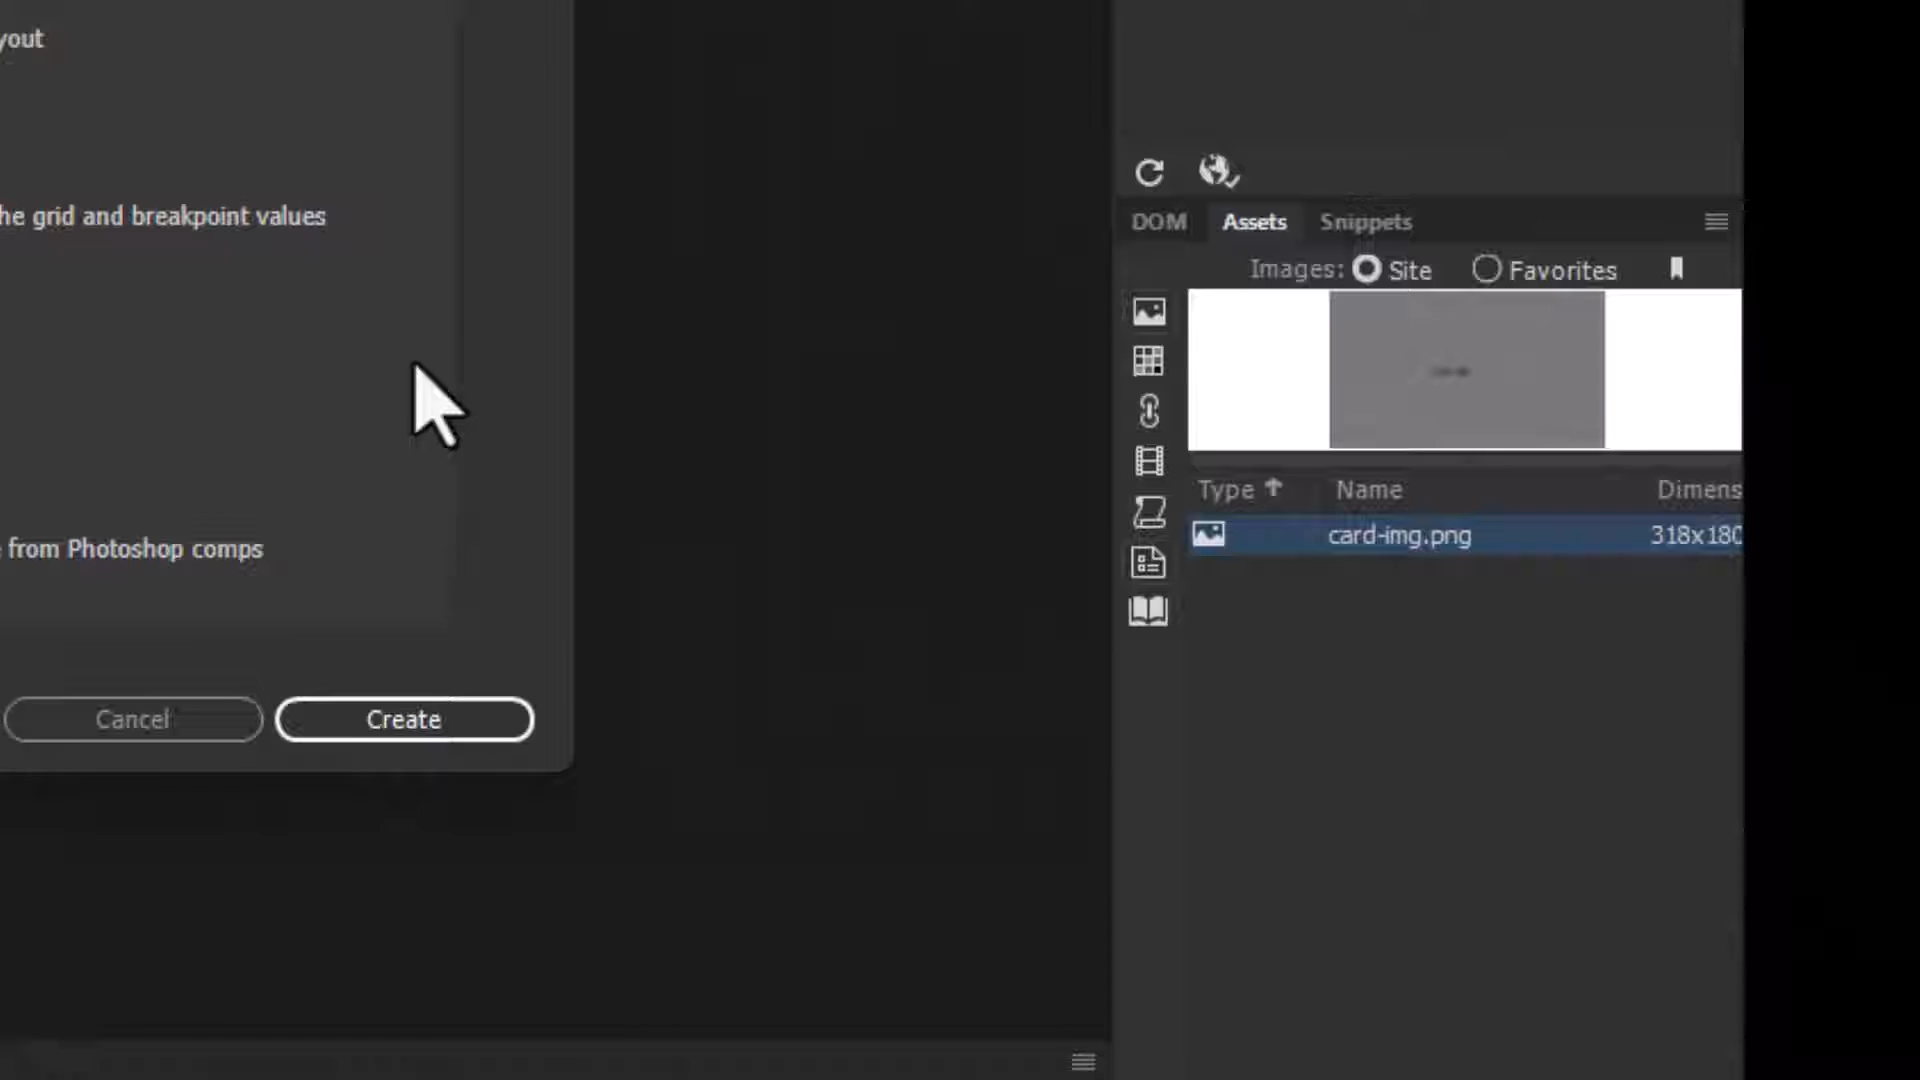 yout
he grid and breakpoint values
from Photoshop comps
Cancel
Create
DOM
Assets
Snippets
Images:
Site
Favorites
Type
Name
Dimens
card-img.png
318x180